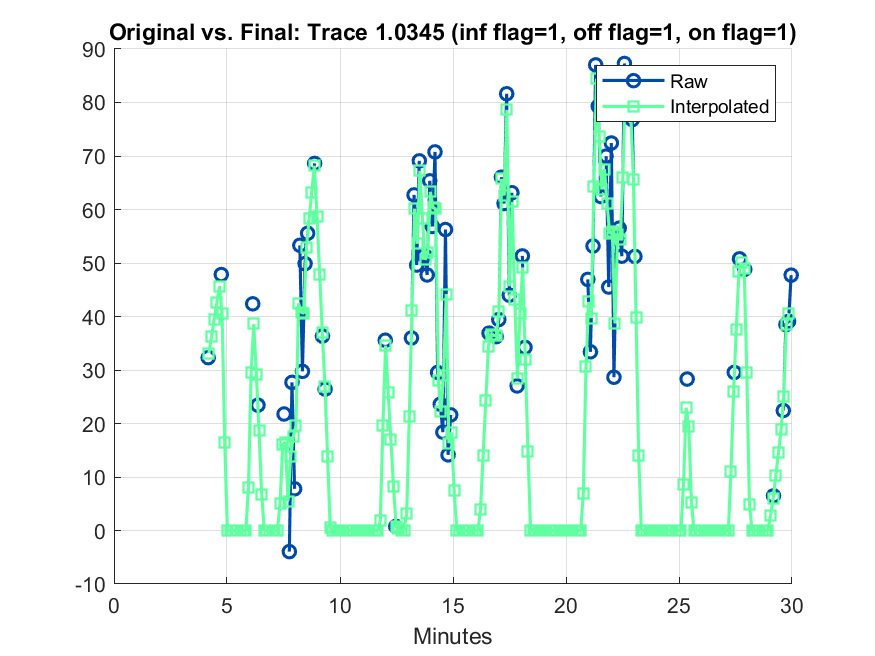 Original vs. Final: Trace 1.0345 (inf flag=1, off flag=1, on flag=1)
90
80
70
60
50
40
30
20
10
0
-10
Raw
Interpolated
0 5 10 15 20 25 30
Minutes